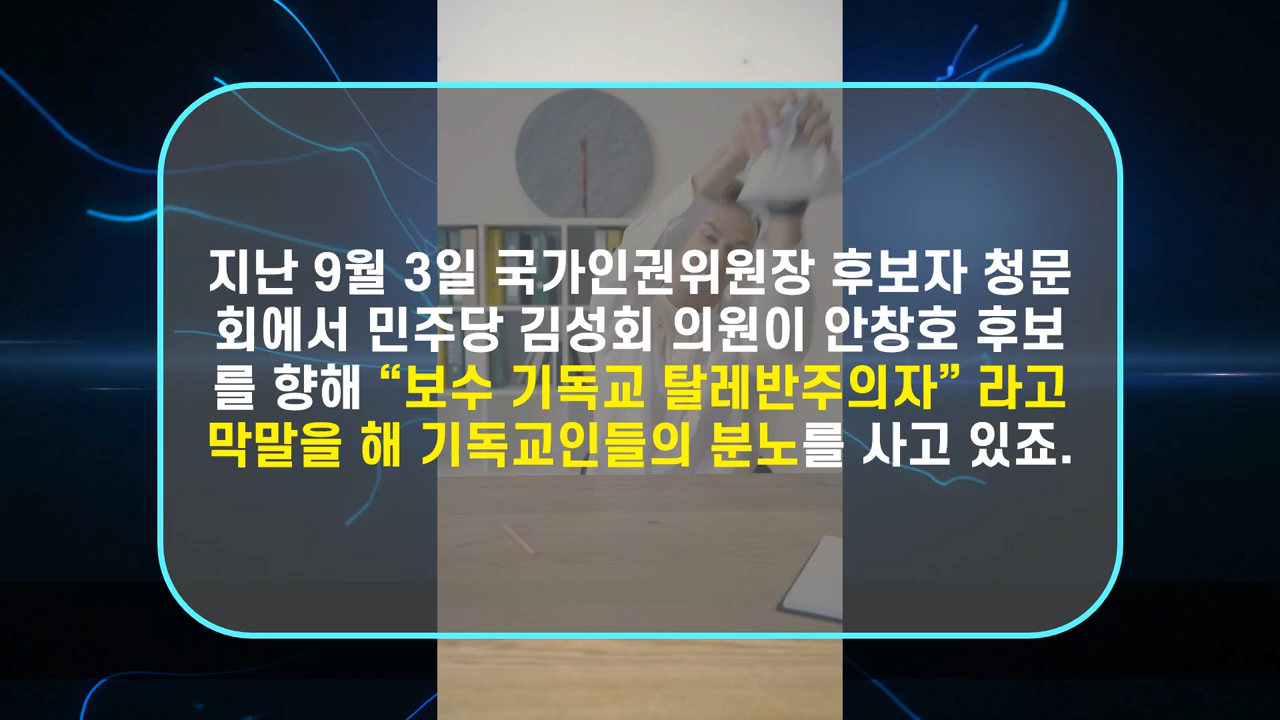 지난 9월 3일 국가인권위원장 후보자 청문
회에서 민주당 김성회 의원이 안창호 후보
를 향해 “보수 기독교 탈레반주의자” 라고
막말을 해 기독교인들의 분노를 사고 있죠.